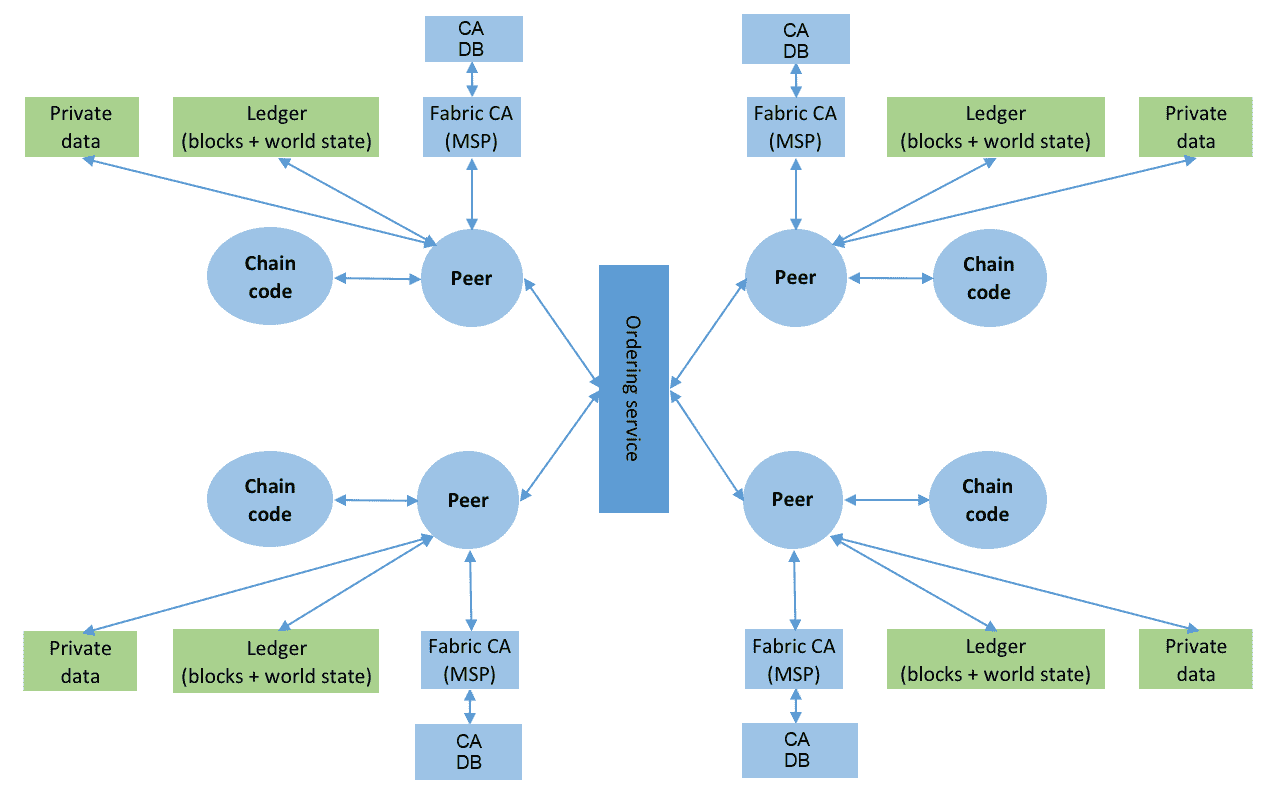 CA
DB
CA
DB
Private
data
Ledger
(blocks + world state)
Fabric CA
(MSP)
Fabric CA
(MSP)
Ledger
(blocks + world state)
Private
data
Chain
code
Peer
Peer
Chain
code
Ordering service
Chain
code
Peer
Peer
Chain
code
Private
data
Ledger
(blocks + world state)
Fabric CA
(MSP)
Fabric CA
(MSP)
Ledger
(blocks + world state)
Private
data
CA
DB
CA
DB